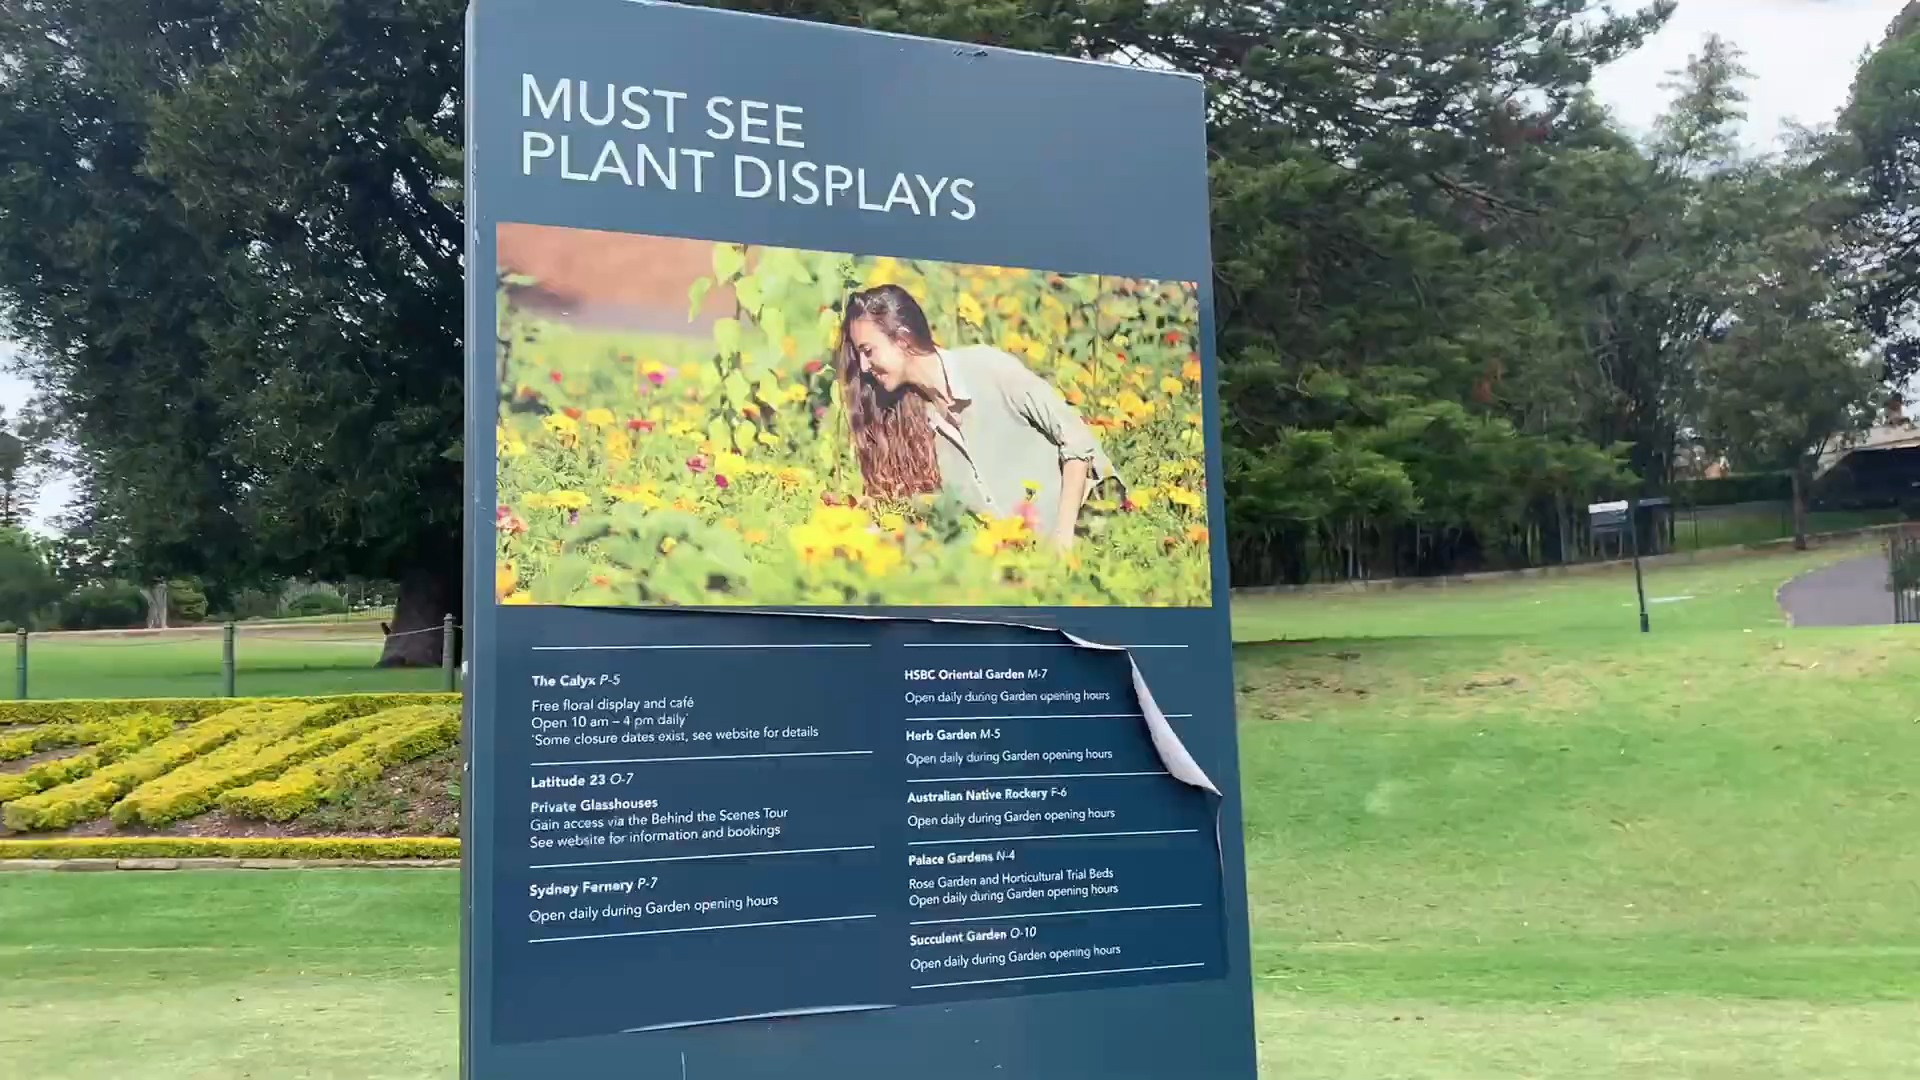 MUST SEE
PLANT DISPLAYS
The Calyx P-5
Free floral display and café
Open 10 am – 4 pm daily*
*Some closure dates exist, see website for details
Latitude 23 O-7
Private Glasshouses
Gain access via the Behind the Scenes Tour
See website for information and bookings
Sydney Fernery P-7
Open daily during Garden opening hours
HSBC Oriental Garden M-7
Open daily during Garden opening hours
Herb Garden M-5
Open daily during Garden opening hours
Australian Native Rockery F-6
Open daily during Garden opening hours
Palace Gardens N-4
Rose Garden and Horticultural Trial Beds
Open daily during Garden opening hours
Succulent Garden O-10
Open daily during Garden opening hours